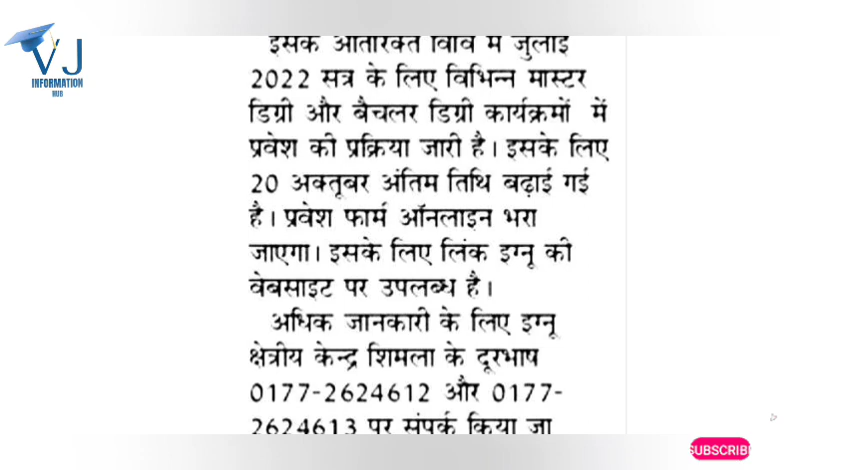 VJ
INFORMATION
HUB
इसके अतिरिक्त विवि में जुलाई
2022 सत्र के लिए विभिन्न मास्टर
डिग्री और बैचलर डिग्री कार्यक्रमों में
प्रवेश की प्रक्रिया जारी है। इसके लिए
20 अक्तूबर अंतिम तिथि बढ़ाई गई
है। प्रवेश फार्म ऑनलाइन भरा
जाएगा। इसके लिए लिंक इग्नू की
वेबसाइट पर उपलब्ध है।
अधिक जानकारी के लिए इग्नू
क्षेत्रीय केन्द्र शिमला के दूरभाष
0177-2624612 और 0177-
2624613 पर संपर्क किया जा
SUBSCRIBE